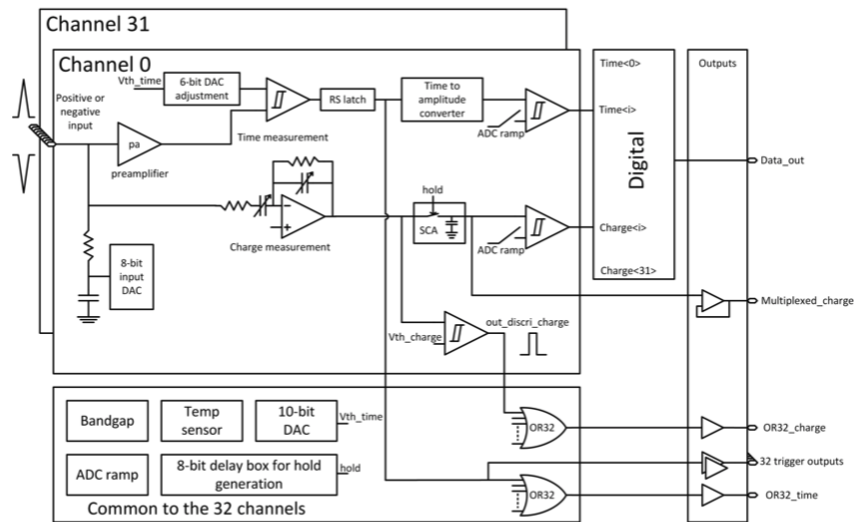 Channel 31
Channel 0
Vth_time
6-bit DAC
adjustment
RS latch
Time to
amplitude
converter
ADC ramp
Time<0>
Time<i>
Outputs
Positive or
negative
input
pa
preamplifier
Time measurement
Digital
Data_out
hold
SCA
Charge measurement
ADC ramp
Charge<i>
Charge<31>
8-bit
input
DAC
Multiplexed_charge
Vth_charge
out_discri_charge
Bandgap
Temp
sensor
10-bit
DAC
Vth_time
OR32
OR32_charge
ADC ramp
8-bit delay box for hold
generation
hold
32 trigger outputs
OR32
OR32_time
Common to the 32 channels